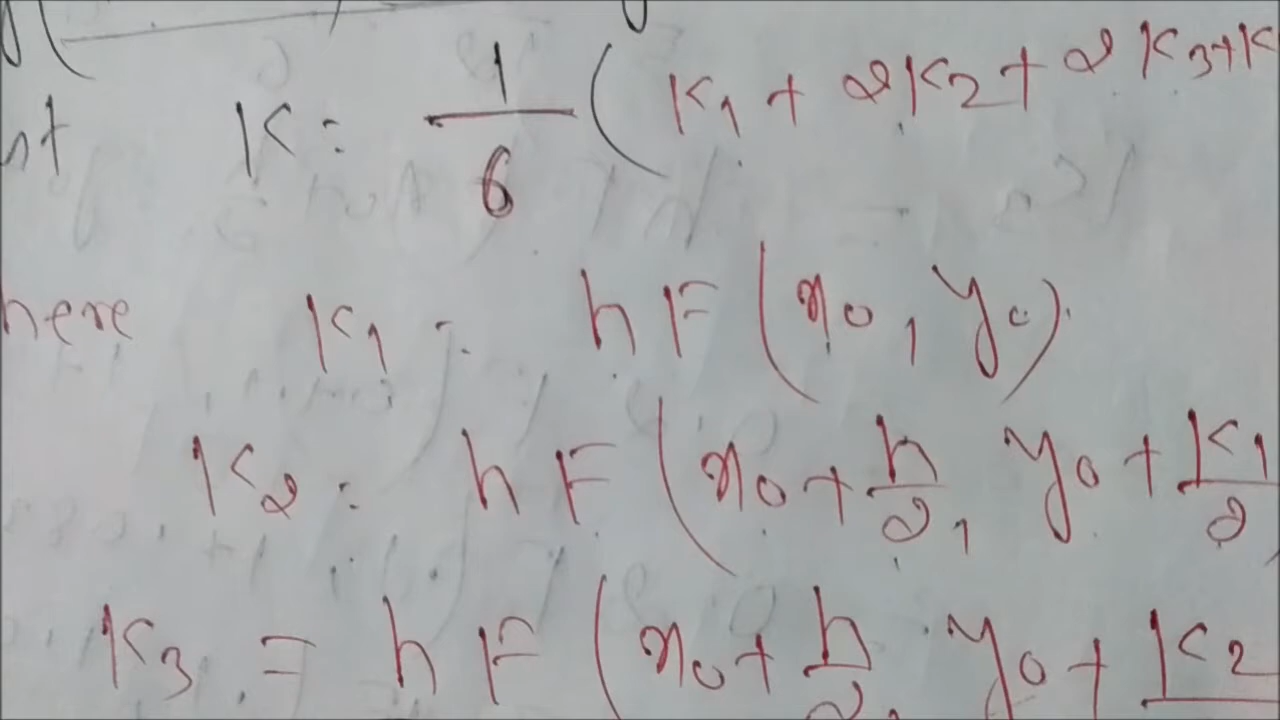 nt K = 1/6 (K1 + 2K2 + 2K3 + K
here K1 = hF(x0, y0).
K2 = hF(x0 + h/2, y0 + K1/2)
K3 = hF(x0 + h/2, y0 + K2